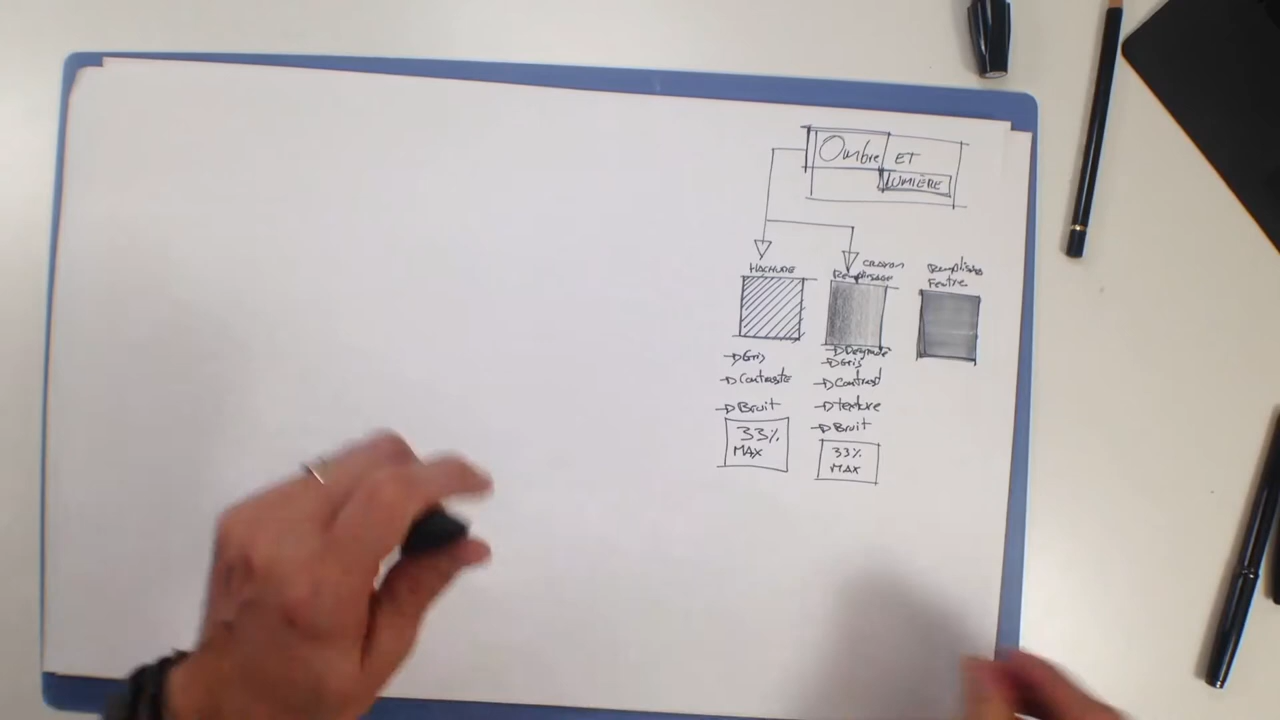 Ombre ET
LUMIÈRE
HACHURE
→Gris
→Contraste
→Bruit
33%
MAX
CRAYON
Remplissage
→Dégradé
→Gris
→Contrast
→texture
→Bruit
33%
MAX
Remplissage
Feutre